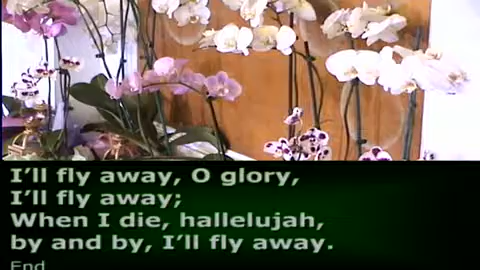 I'll fly away, O glory,
I'll fly away;
When I die, hallelujah,
by and by, I'll fly away.
End